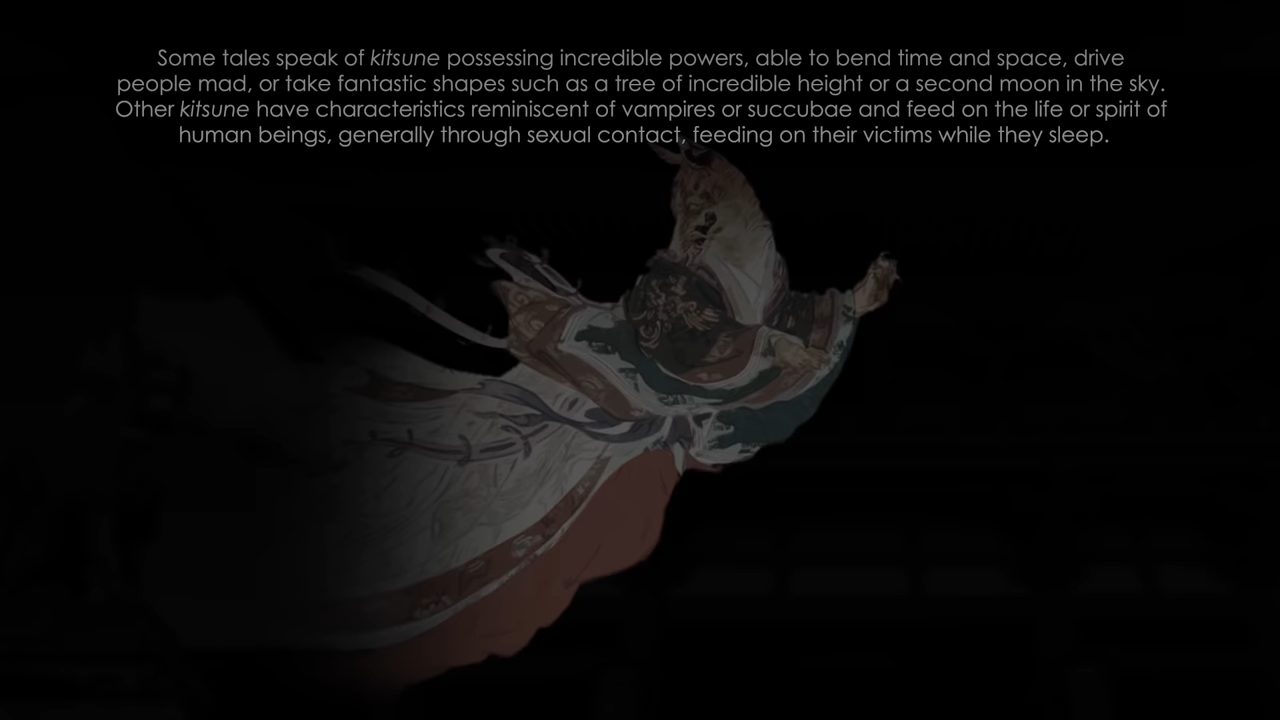 Some tales speak of kitsune possessing incredible powers, able to bend time and space, drive
people mad, or take fantastic shapes such as a tree of incredible height or a second moon in the sky.
Other kitsune have characteristics reminiscent of vampires or succubae and feed on the life or spirit of
human beings, generally through sexual contact, feeding on their victims while they sleep.